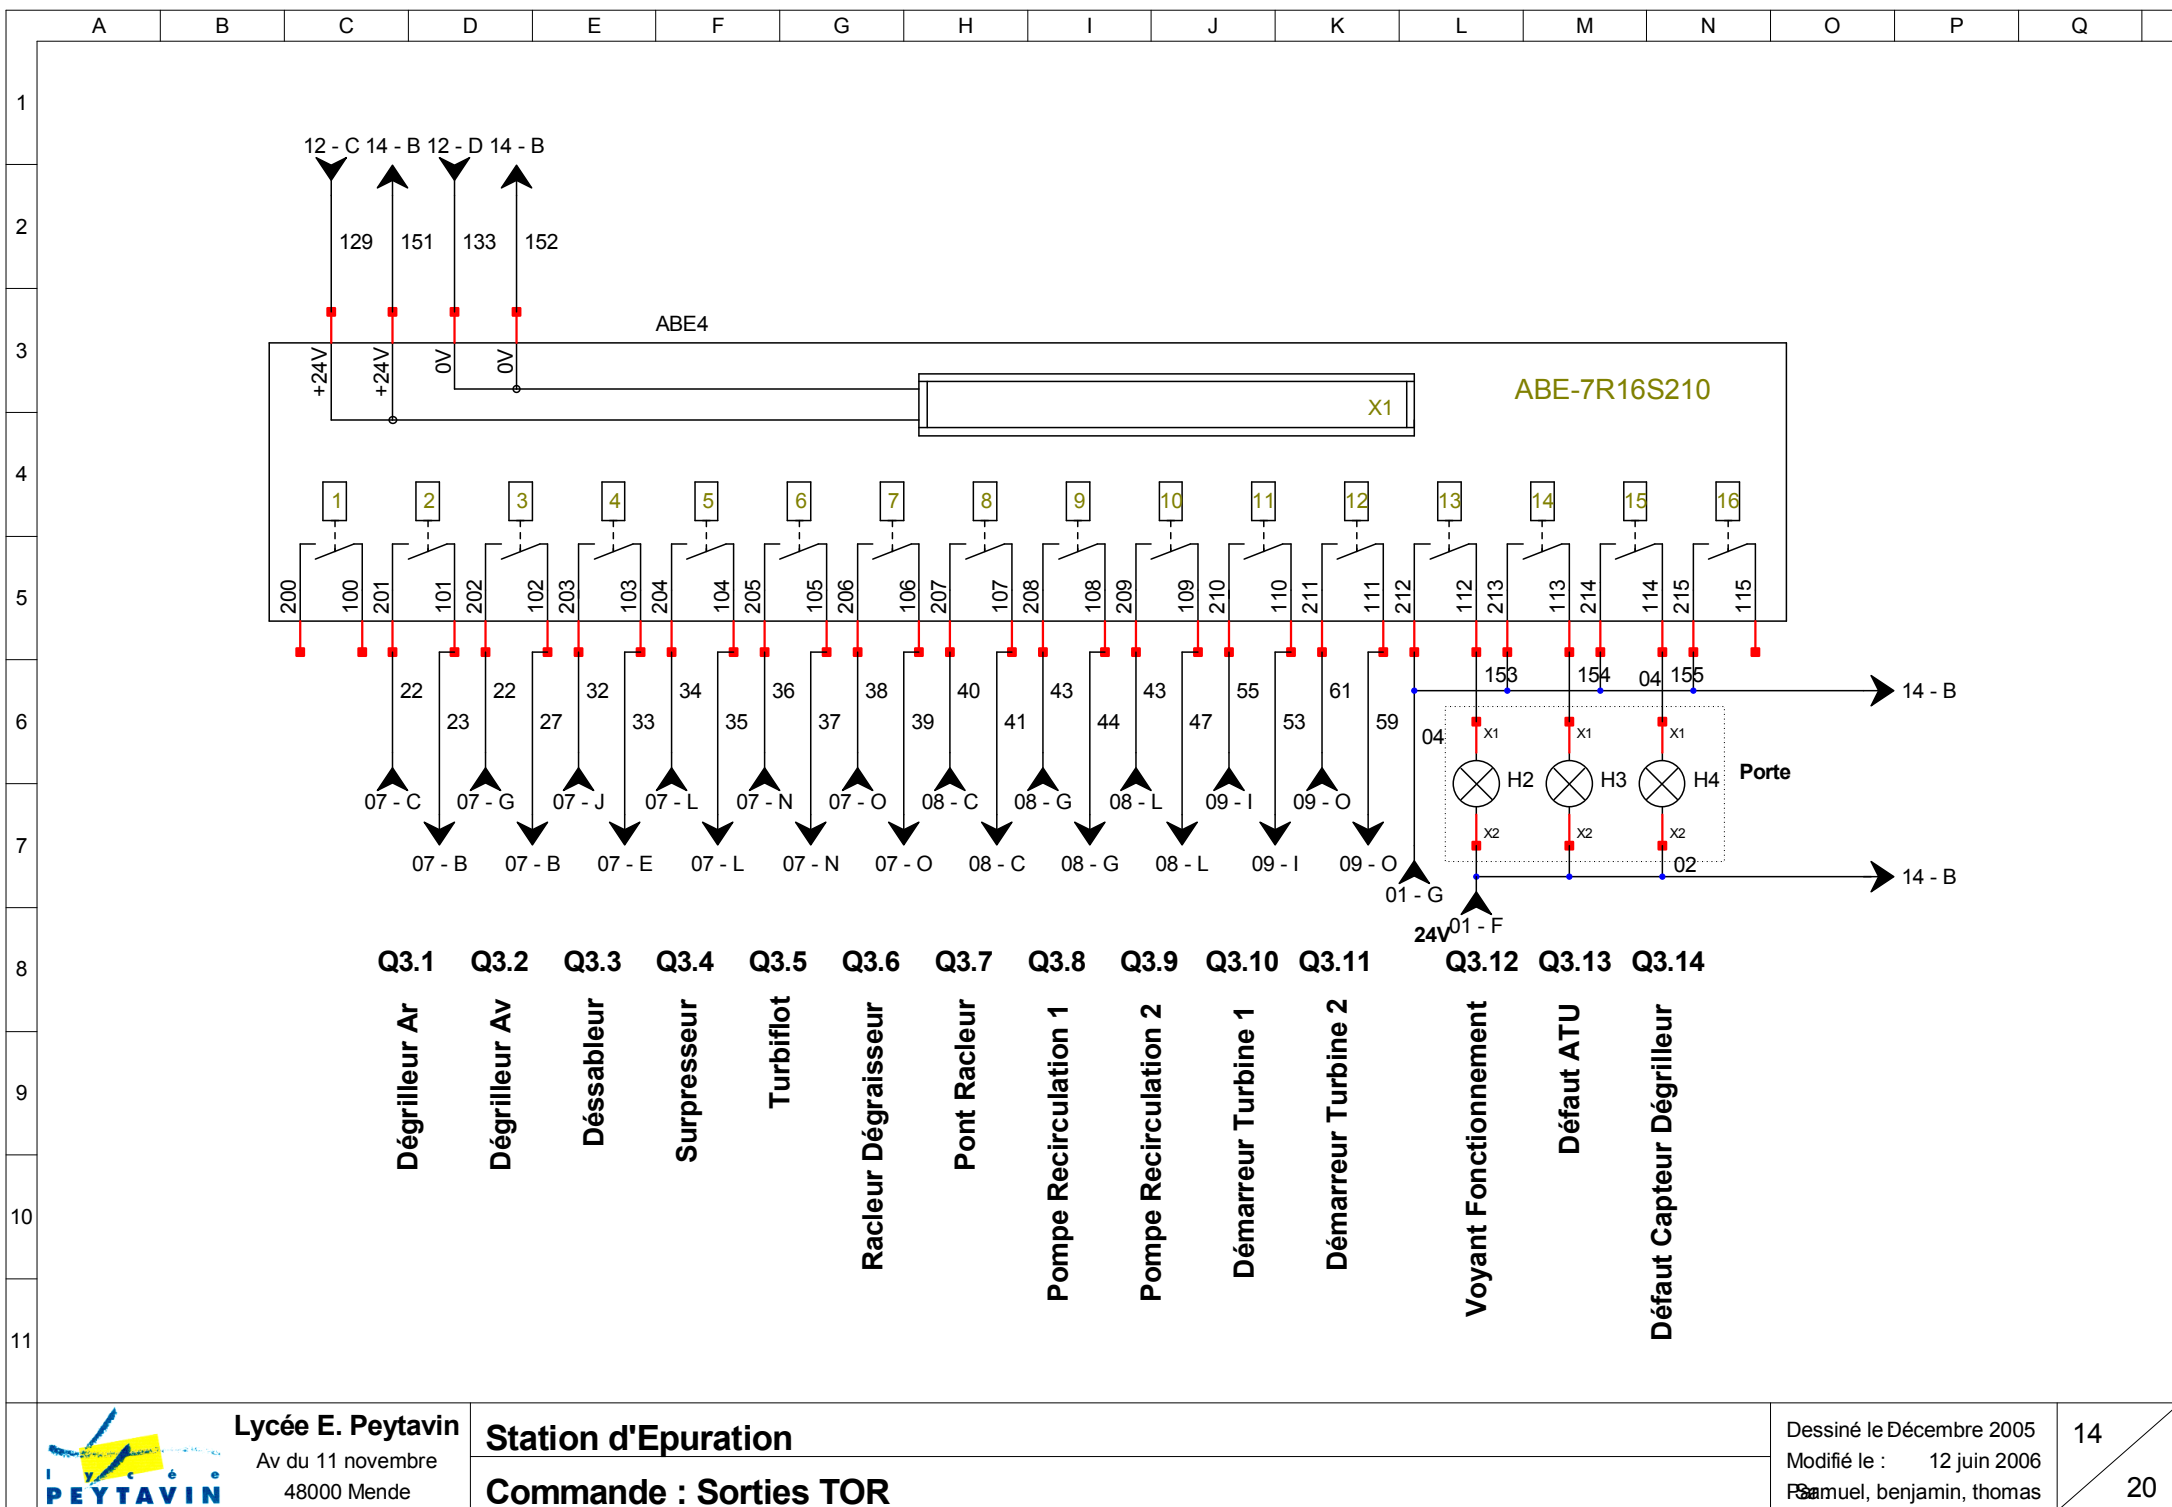 A B C D E F G H I J K L M N O P Q
1
2
3
4
5
6
7
8
9
10
11
12 - C 14 - B 12 - D 14 - B
129 151 133 152
ABE4
+24V +24V 0V 0V
X1
ABE-7R16S210
1 2 3 4 5 6 7 8 9 10 11 12 13 14 15 16
200 100 201 101 202 102 203 103 204 104 205 105 206 106 207 107 208 108 209 109 210 110 211 111 212 112 213 113 214 114 215 115
22 22 32 34 36 38 40 43 43 55 61 153 154 04 155
14 - B
23 27 33 35 37 39 41 44 47 53 59 04
X1 X1 X1
H2 H3 H4
Porte
07 - C 07 - G 07 - J 07 - L 07 - N 07 - O 08 - C 08 - G 08 - L 09 - I 09 - O
X2 X2 X2
07 - B 07 - B 07 - E 07 - L 07 - N 07 - O 08 - C 08 - G 08 - L 09 - I 09 - O
02
14 - B
01 - G
24V 01 - F
Q3.1 Q3.2 Q3.3 Q3.4 Q3.5 Q3.6 Q3.7 Q3.8 Q3.9 Q3.10 Q3.11 Q3.12 Q3.13 Q3.14
Dégrilleur Ar
Dégrilleur Av
Déssableur
Surpresseur
Turbiflot
Racleur Dégraisseur
Pont Racleur
Pompe Recirculation 1
Pompe Recirculation 2
Démarreur Turbine 1
Démarreur Turbine 2
Voyant Fonctionnement
Défaut ATU
Défaut Capteur Dégrilleur
lycée
PEYTAVIN
Lycée E. Peytavin
Av du 11 novembre
48000 Mende
Station d'Epuration
Commande : Sorties TOR
Dessiné le Décembre 2005
Modifié le : 12 juin 2006
Par Samuel, benjamin, thomas
14
20